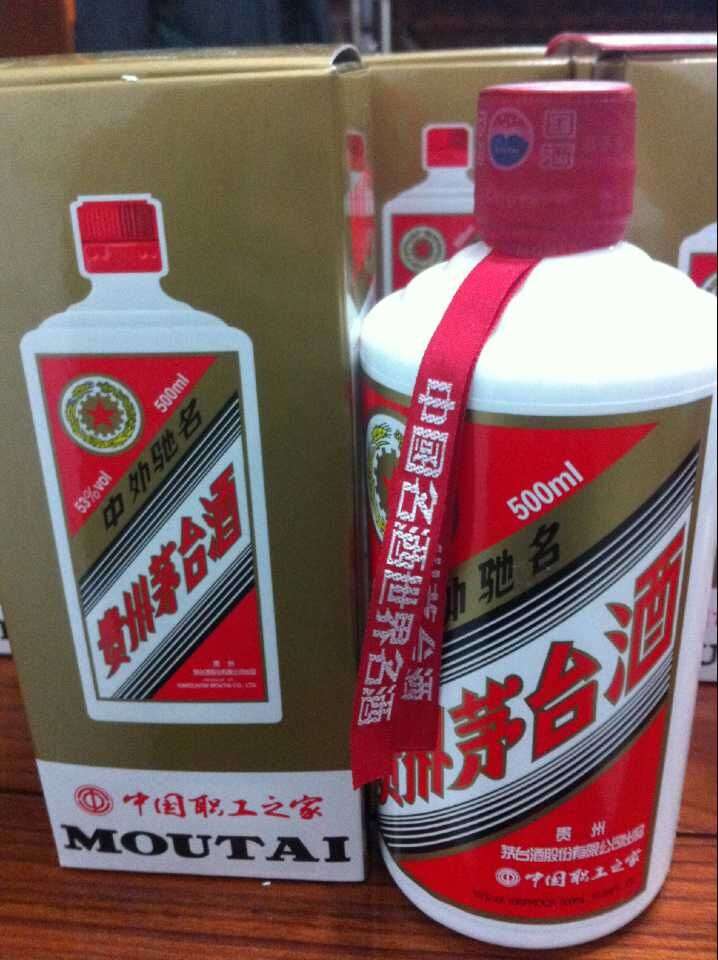 500ml
53%vol
中外驰名
贵州茅台酒
贵 州
中国职工之家
MOUTAI
国酒
中國名酒世界名酒
500ml
外驰名
州茅台酒
贵 州
茅台酒股份有限公司出品
中国职工之家